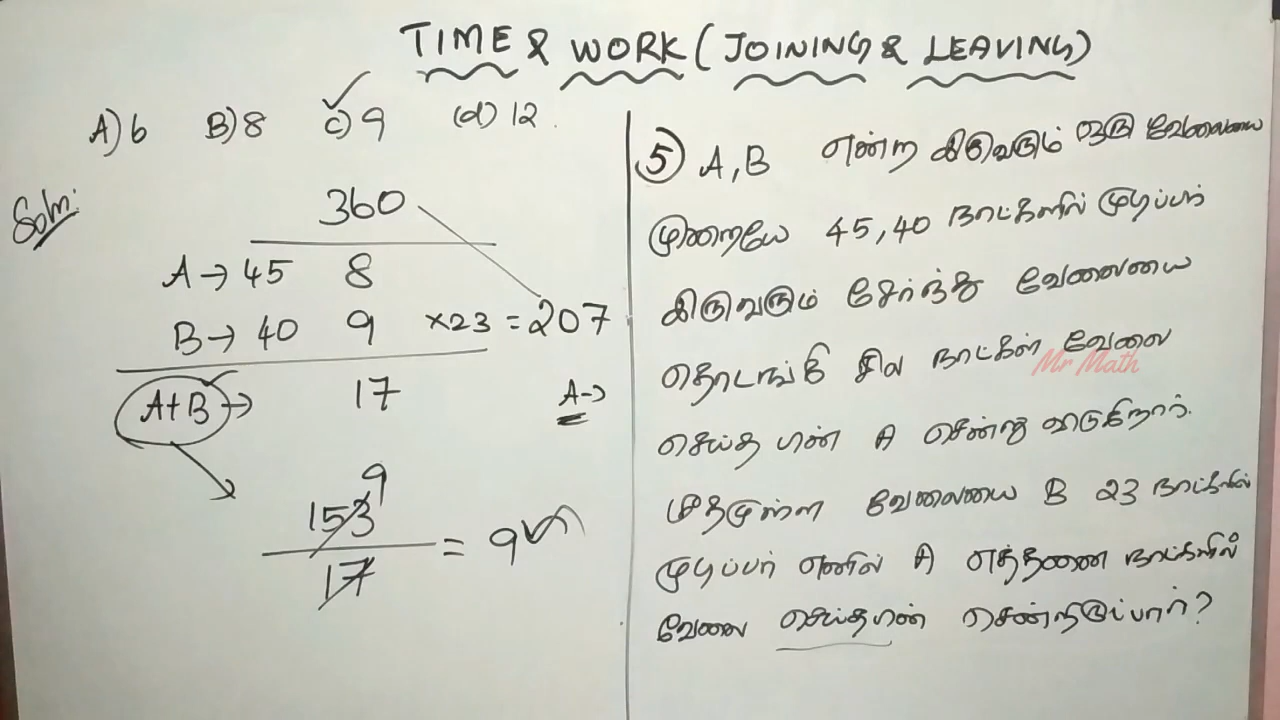 TIME & WORK (JOINING & LEAVING)
A) 6 B) 8 c) 9 (d) 12.
Soln:
360
A → 45 8
B → 40 9 ×23 = 207
A+B → 17
A →
9
153
17
= 9
5) A, B என்ற இருவரும் ஒரு வேலையை
முறையே 45, 40 நாட்களில் முடிப்பர்
இருவரும் சேர்ந்து வேலையை
தொடங்கி சில நாட்கள் வேலை
செய்த பின் A சென்று விடுகிறார்.
மீதமுள்ள வேலையை B 23 நாட்களில்
முடிப்பர் எனில் A எத்தனை நாட்களில்
வேலை செய்தபின் சென்றிருப்பார்?
Mr Math